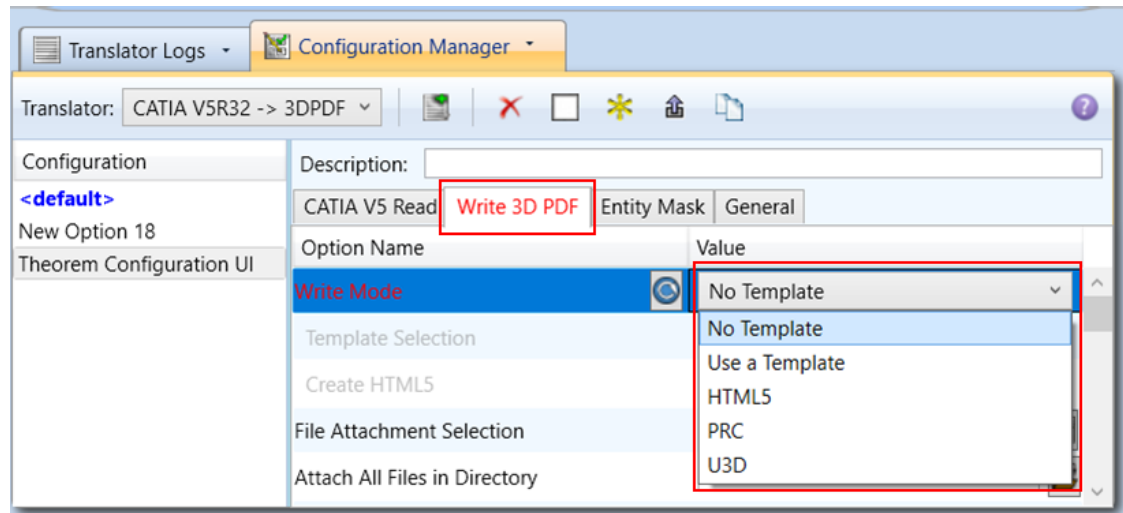 Translator Logs
Configuration Manager
Translator: CATIA V5R32 -> 3DPDF
Configuration
Description:
<default>
New Option 18
Theorem Configuration UI
CATIA V5 Read
Write 3D PDF
Entity Mask
General
Option Name
Value
Write Mode
No Template
Template Selection
No Template
Use a Template
Create HTML5
HTML5
File Attachment Selection
PRC
Attach All Files in Directory
U3D